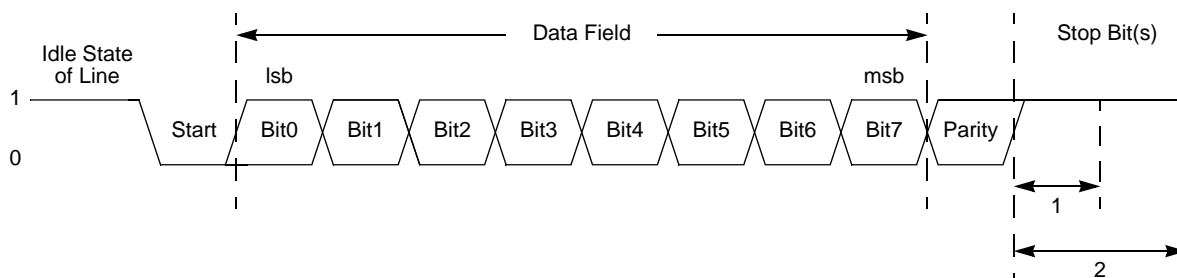 Data Field
Stop Bit(s)
Idle State
of Line
lsb
msb
1
Start
Bit0
Bit1
Bit2
Bit3
Bit4
Bit5
Bit6
Bit7
Parity
0
1
2